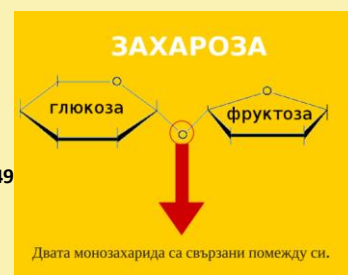 ЗАХАРОЗА
глюкоза
фруктоза
49
Двата монозахарида са свързани помежду си.